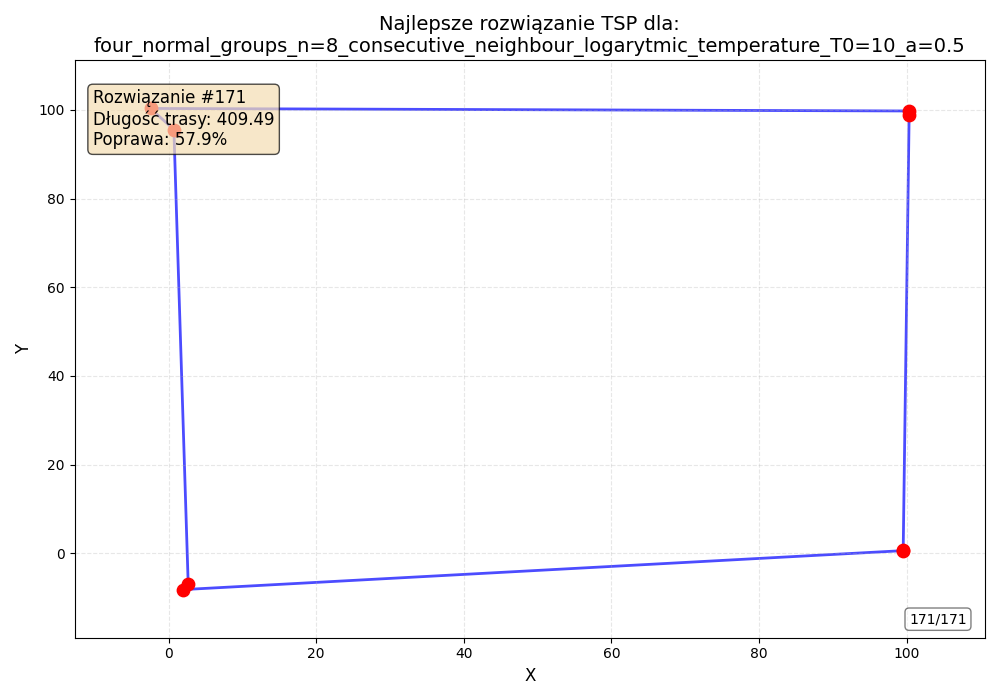 Najlepsze rozwiązanie TSP dla:
four_normal_groups_n=8_consecutive_neighbour_logarytmic_temperature_T0=10_a=0.5
Rozwiązanie #171
Długość trasy: 409.49
Poprawa: 57.9%
100
80
60
40
20
0
Y
171/171
0 20 40 60 80 100
X